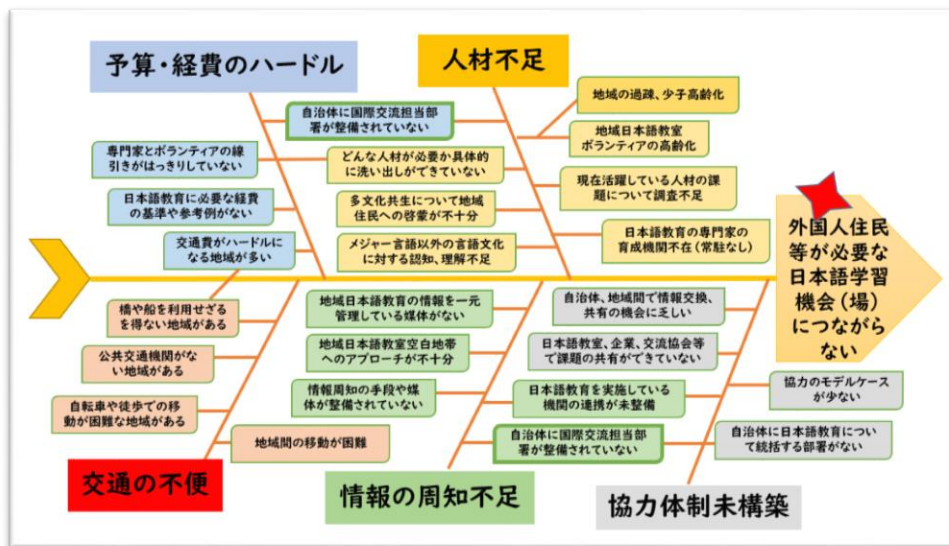 予算・経費のハードル
人材不足
自治体に国際交流担当部
署が整備されていない
専門家とボランティアの線
引きがはっきりしていない
日本語教育に必要な経費
の基準や参考例がない
交通費がハードルに
なる地域が多い
どんな人材が必要か具体的
に洗い出しができていない
多文化共生について地域
住民への啓蒙が不十分
メジャー言語以外の言語文化
に対する認知、理解不足
地域の過疎、少子高齢化
地域日本語教室
ボランティアの高齢化
現在活躍している人材の課
題について調査不足
日本語教育の専門家の
育成機関不在(常駐なし)
外国人住民
等が必要な
日本語学習
機会(場)
につながら
ない
橋や船を利用せざる
を得ない地域がある
公共交通機関がな
い地域がある
自転車や徒歩での移
動が困難な地域がある
地域間の移動が困難
交通の不便
地域日本語教育の情報を一元
管理している媒体がない
地域日本語教室空白地帯
へのアプローチが不十分
情報周知の手段や媒
体が整備されていない
情報の周知不足
自治体、地域間で情報交換、
共有の機会に乏しい
日本語教室、企業、交流協会等
で課題の共有ができていない
日本語教育を実施している
機関の連携が未整備
自治体に国際交流担当部
署が整備されていない
協力のモデルケース
が少ない
自治体に日本語教育につい
て統括する部署がない
協力体制未構築